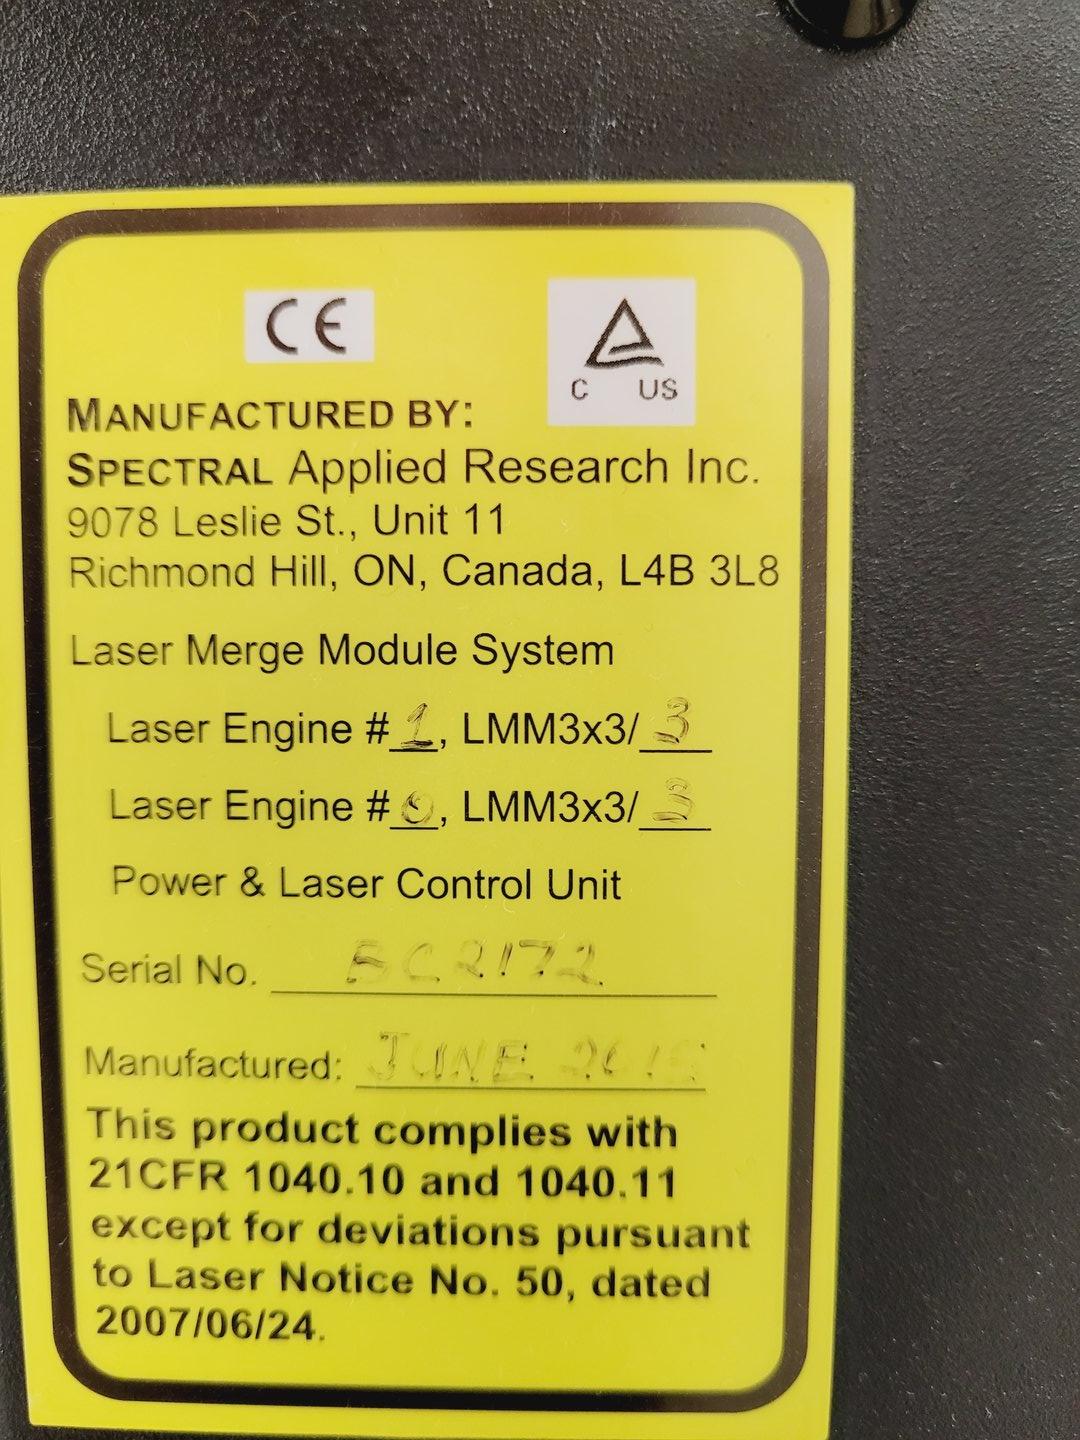 CE
C US
MANUFACTURED BY:
SPECTRAL Applied Research Inc.
9078 Leslie St., Unit 11
Richmond Hill, ON, Canada, L4B 3L8
Laser Merge Module System
Laser Engine #1, LMM3x3/3
Laser Engine #0, LMM3x3/3
Power & Laser Control Unit
Serial No. BC2172
Manufactured: JUNE
This product complies with
21CFR 1040.10 and 1040.11
except for deviations pursuant
to Laser Notice No. 50, dated
2007/06/24.